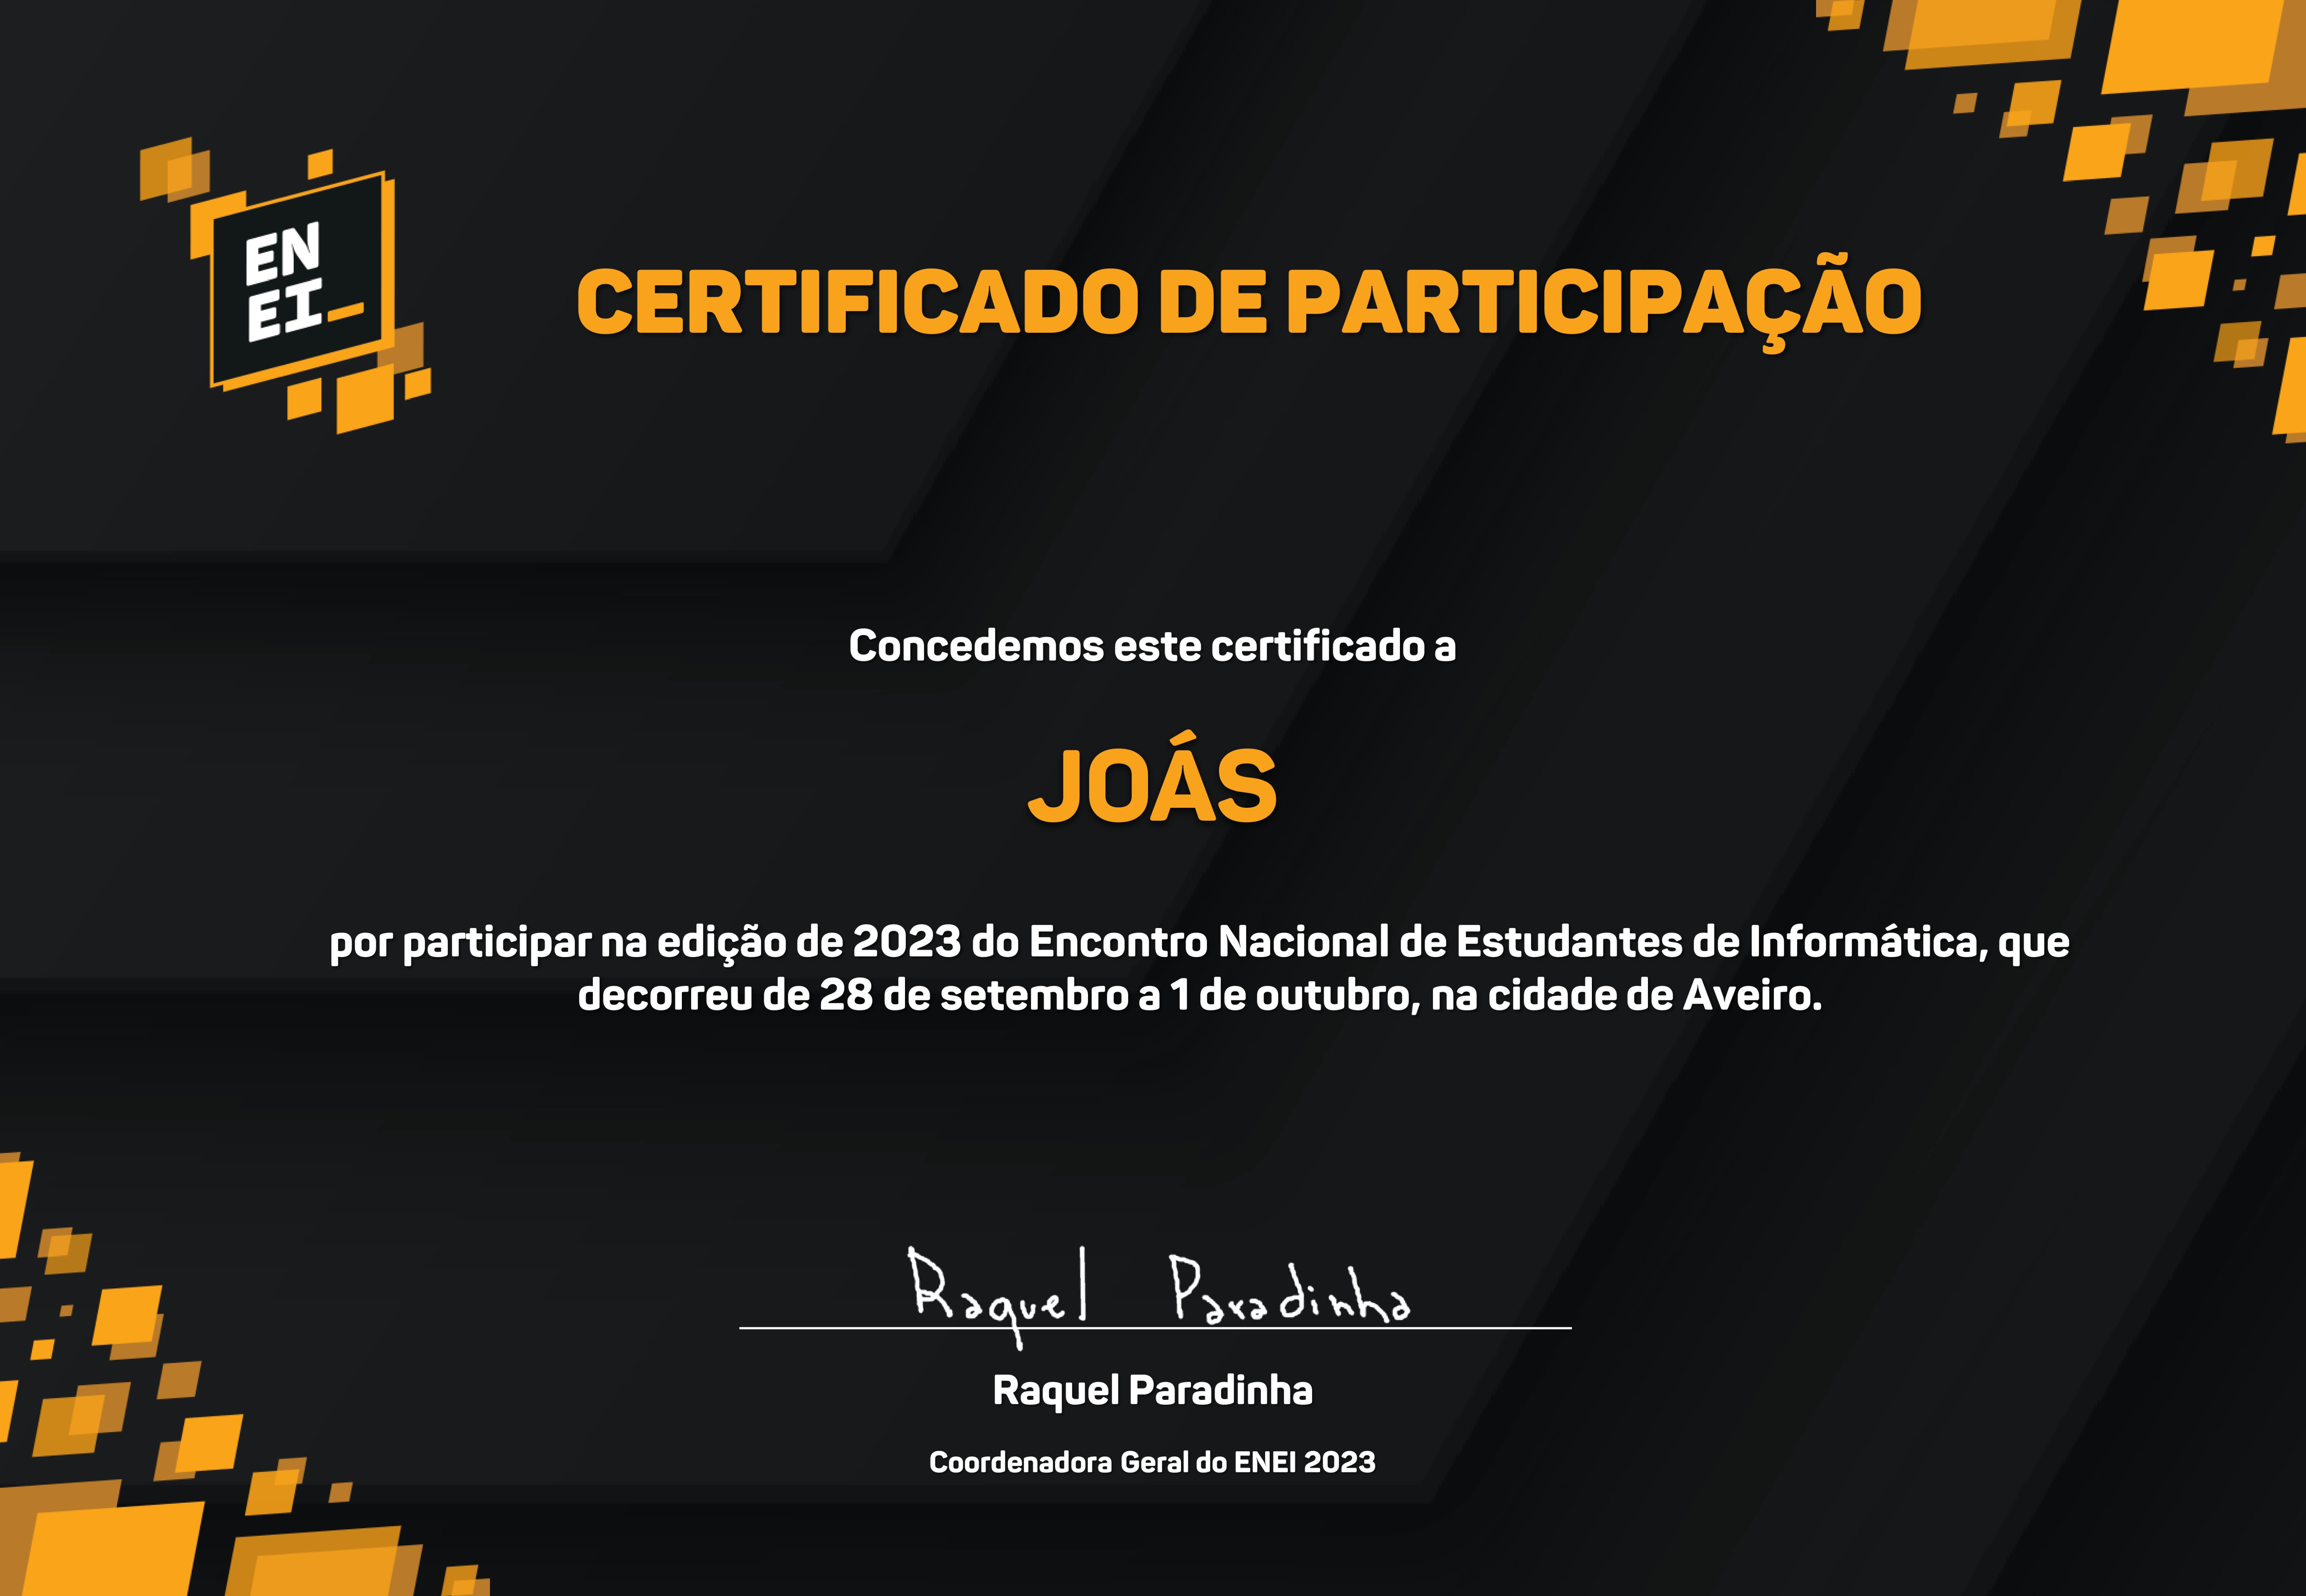 EN
EI_
CERTIFICADO DE PARTICIPAÇÃO
Concedemos este certificado a
JOÁS
por participar na edição de 2023 do Encontro Nacional de Estudantes de Informática, que
decorreu de 28 de setembro a 1 de outubro, na cidade de Aveiro.
Raquel Paradinha
Raquel Paradinha
Coordenadora Geral do ENEI 2023